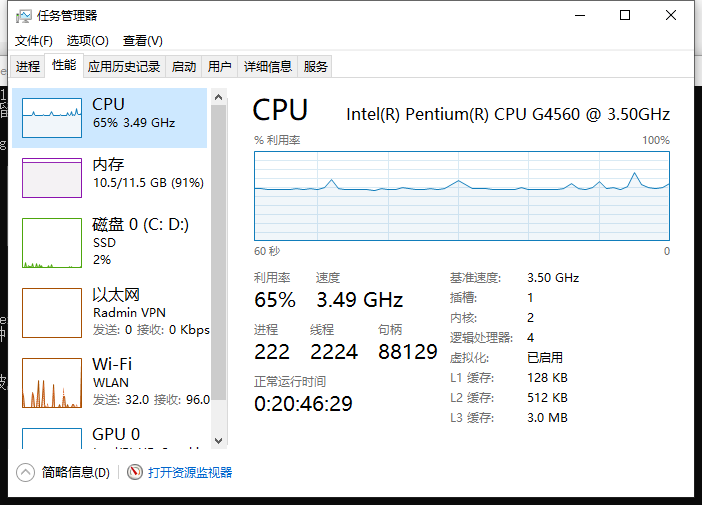 任务管理器
文件(F) 选项(O) 查看(V)
进程 性能 应用历史记录 启动 用户 详细信息 服务
CPU
65% 3.49 GHz
内存
10.5/11.5 GB (91%)
磁盘 0 (C: D:)
SSD
2%
以太网
Radmin VPN
发送: 0 接收: 0 Kbps
Wi-Fi
WLAN
发送: 32.0 接收: 96.0
GPU 0
CPU Intel(R) Pentium(R) CPU G4560 @ 3.50GHz
% 利用率 100%
60 秒 0
利用率 速度
65% 3.49 GHz
进程 线程 句柄
222 2224 88129
正常运行时间
0:20:46:29
基准速度: 3.50 GHz
插槽: 1
内核: 2
逻辑处理器: 4
虚拟化: 已启用
L1 缓存: 128 KB
L2 缓存: 512 KB
L3 缓存: 3.0 MB
简略信息(D) 打开资源监视器